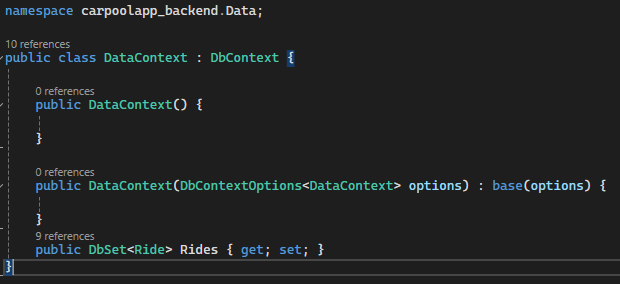 namespace carpoolapp_backend.Data;
10 references
public class DataContext : DbContext {
0 references
public DataContext() {
}
0 references
public DataContext(DbContextOptions<DataContext> options) : base(options) {
}
9 references
public DbSet<Ride> Rides { get; set; }
}